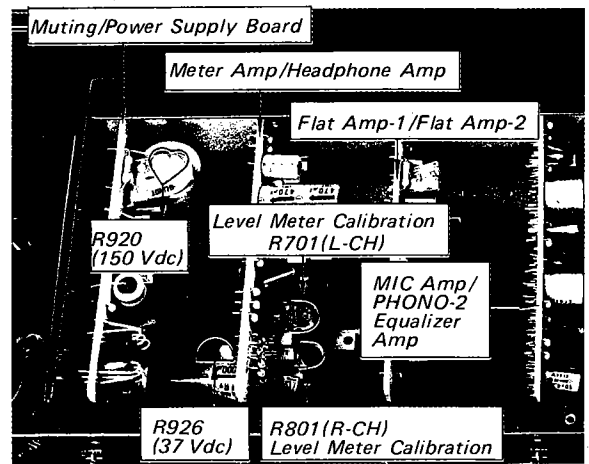 Muting/Power Supply Board
Meter Amp/Headphone Amp
Flat Amp-1/Flat Amp-2
R920
(150 Vdc)
Level Meter Calibration
R701(L-CH)
MIC Amp/
PHONO-2
Equalizer
Amp
R926
(37 Vdc)
R801(R-CH)
Level Meter Calibration